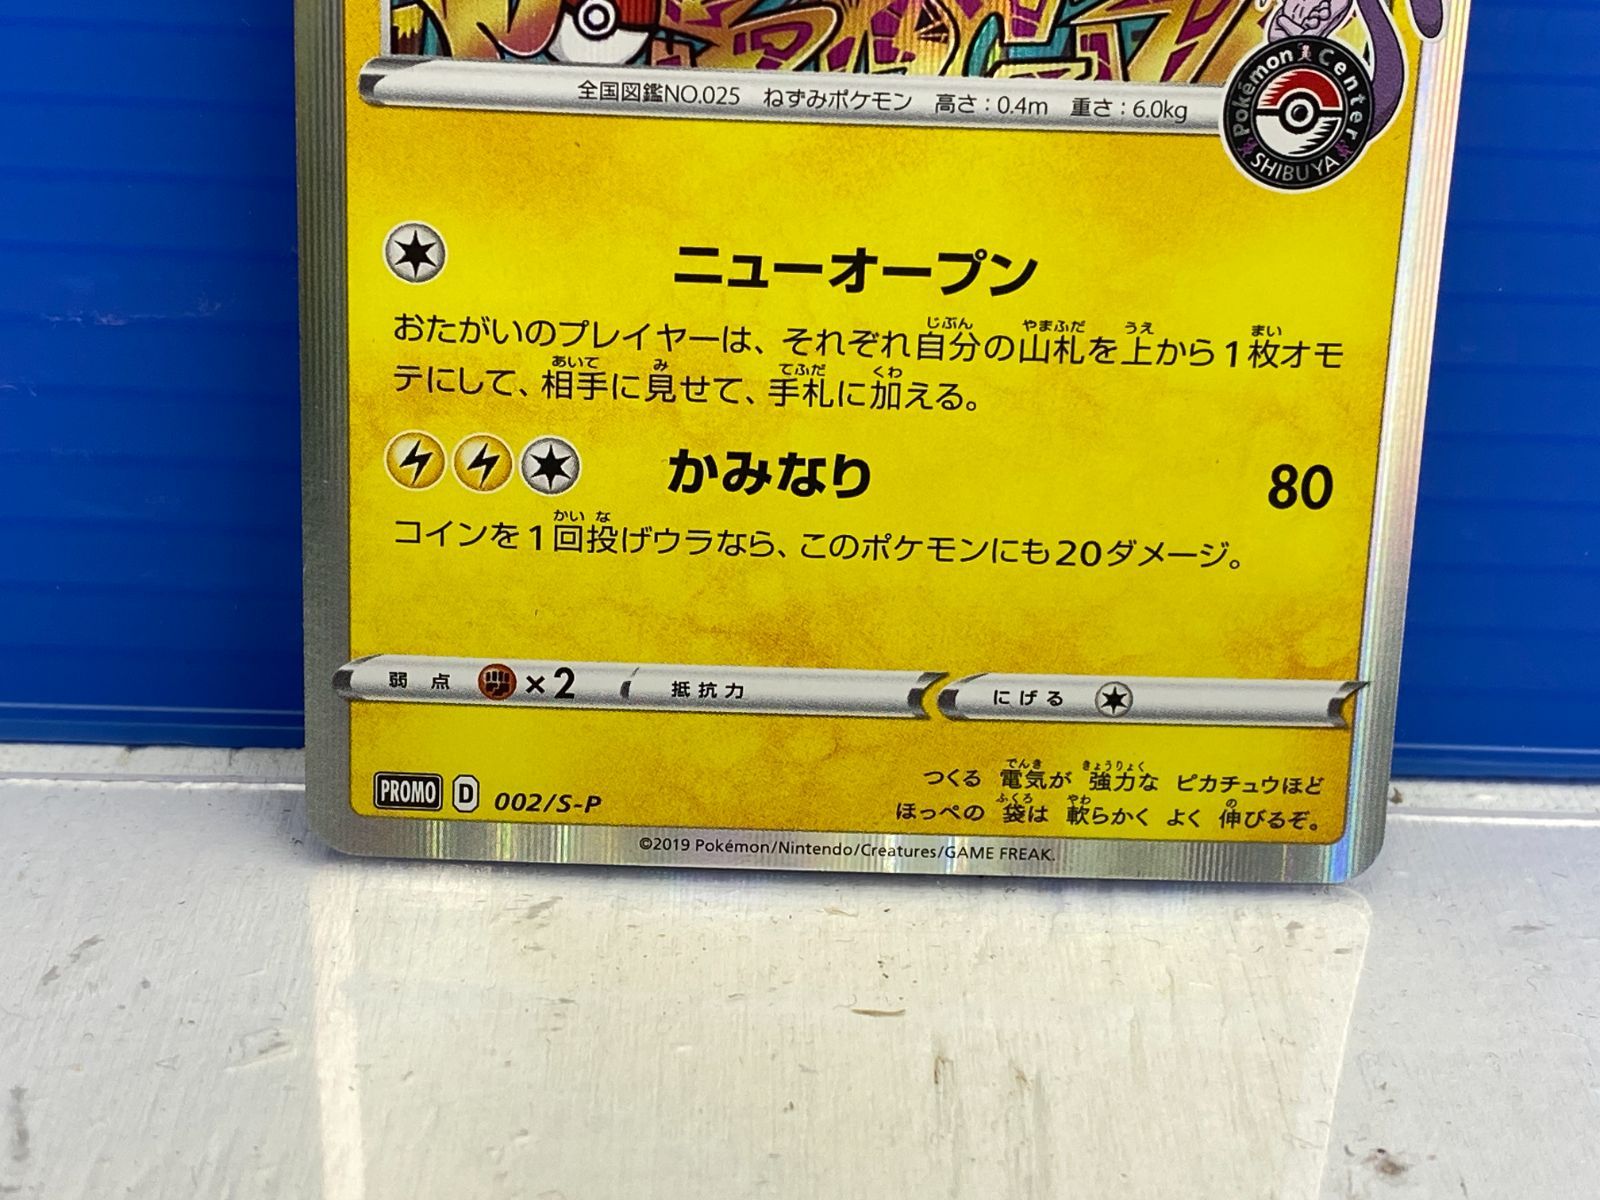 全国図鑑NO.025 ねずみポケモン 高さ:0.4m 重さ:6.0kg
Pokémon Center
SHIBUYA
ニューオープン
おたがいのプレイヤーは、それぞれ自分の山札を上から1枚オモ
テにして、相手に見せて、手札に加える。
かみなり 80
コインを1回投げウラなら、このポケモンにも20ダメージ。
弱点 ×2 抵抗力 にげる
PROMO D 002/S-P
つくる 電気が 強力な ピカチュウほど
ほっぺの 袋は 軟らかく よく 伸びるぞ。
©2019 Pokémon/Nintendo/Creatures/GAME FREAK.